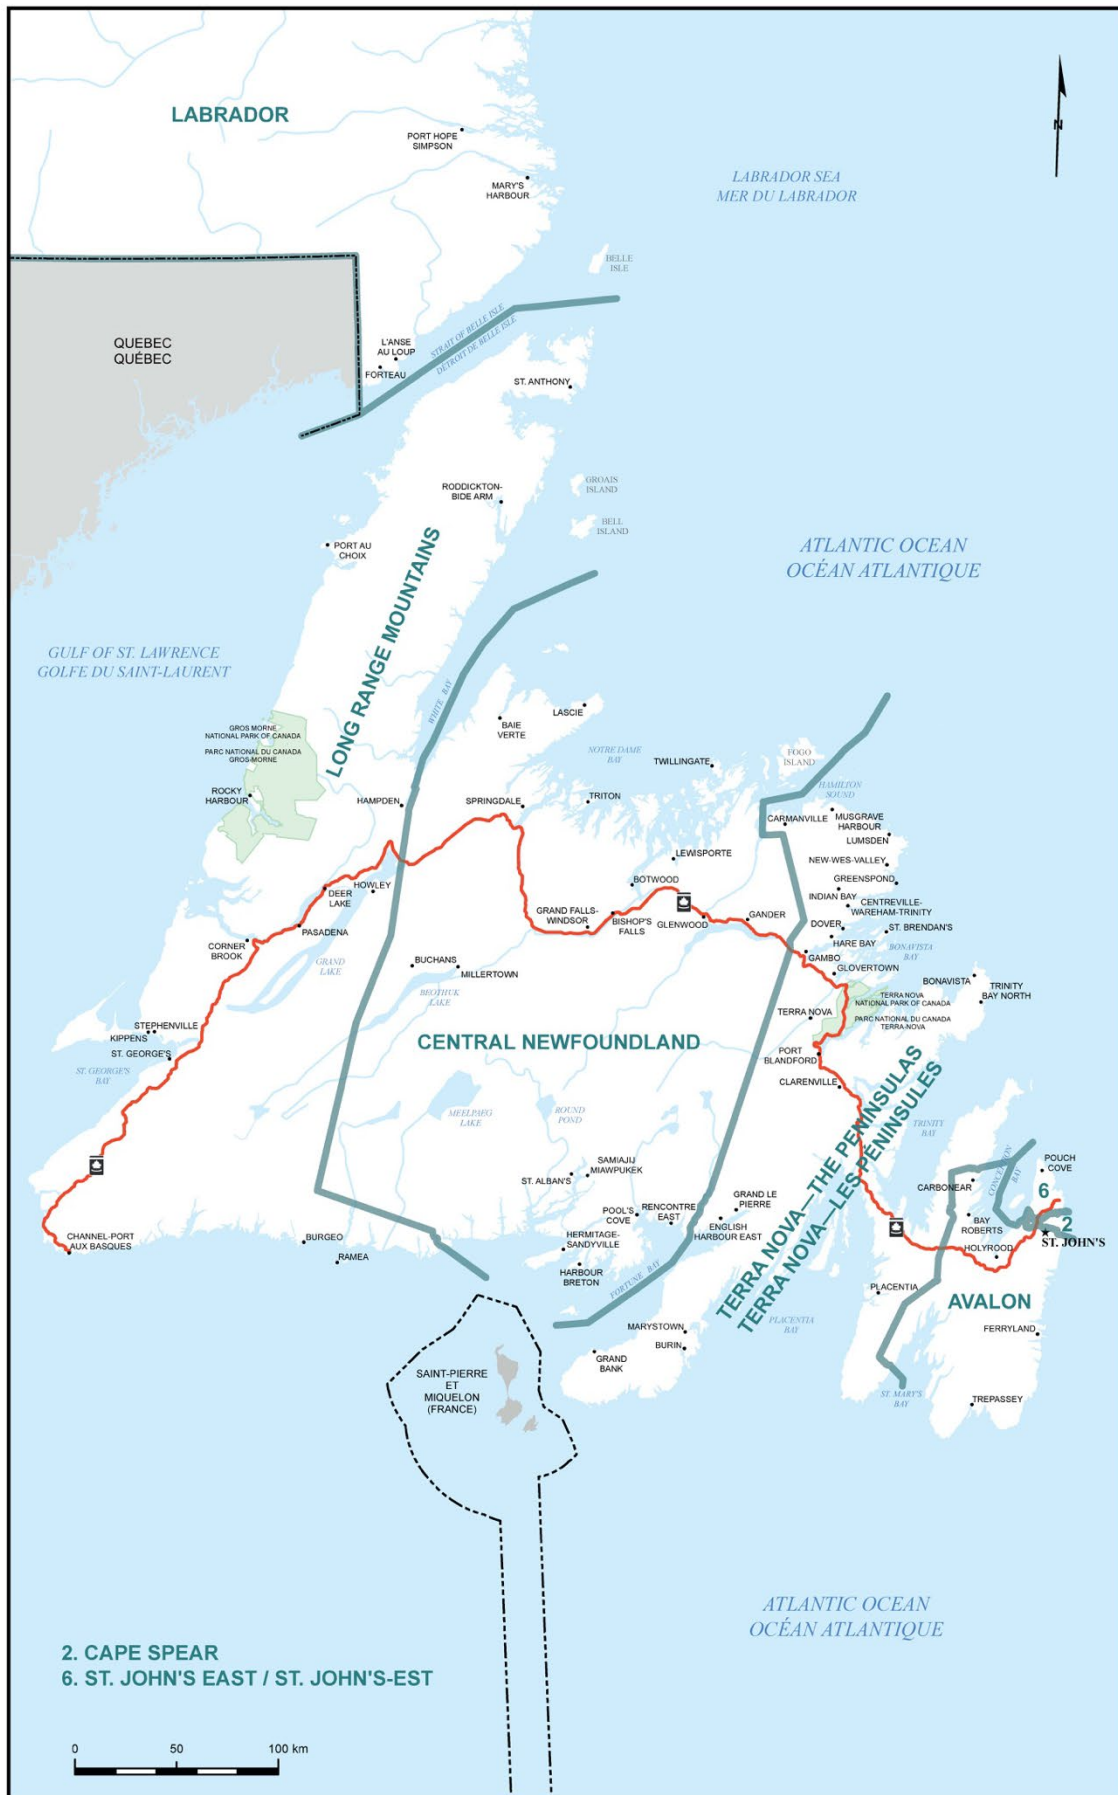 LABRADOR
PORT HOPE
SIMPSON
MARY'S
HARBOUR
LABRADOR SEA
MER DU LABRADOR
N
BELLE
ISLE
QUEBEC
QUÉBEC
L'ANSE
AU LOUP
FORTEAU
STRAIT OF BELLE ISLE
DÉTROIT DE BELLE ISLE
ST. ANTHONY
RODDICKTON-
BIDE ARM
GROAIS
ISLAND
BELL
ISLAND
PORT AU
CHOIX
ATLANTIC OCEAN
OCÉAN ATLANTIQUE
LONG RANGE MOUNTAINS
GULF OF ST. LAWRENCE
GOLFE DU SAINT-LAURENT
WHITE BAY
BAIE
VERTE
LASCIE
GROS MORNE
NATIONAL PARK OF CANADA
PARC NATIONAL DU CANADA
GROS-MORNE
ROCKY
HARBOUR
NOTRE DAME
BAY
TWILLINGATE
FOGO
ISLAND
HAMILTON
SOUND
HAMPDEN
SPRINGDALE
TRITON
CARMANVILLE
MUSGRAVE
HARBOUR
LUMSDEN
LEWISPORTE
NEW-WES-VALLEY
BOTWOOD
GREENSPOND
INDIAN BAY
CENTREVILLE-
WAREHAM-TRINITY
DEER
LAKE
HOWLEY
GRAND FALLS-
WINDSOR
BISHOP'S
FALLS
GLENWOOD
GANDER
DOVER
ST. BRENDAN'S
HARE BAY
BONAVISTA
BAY
PASADENA
CORNER
BROOK
GRAND
LAKE
BUCHANS
MILLERTOWN
BEOTHUK
LAKE
GAMBO
GLOVERTOWN
BONAVISTA
TRINITY
BAY NORTH
TERRA NOVA
NATIONAL PARK OF CANADA
PARC NATIONAL DU CANADA
TERRA-NOVA
TERRA NOVA
STEPHENVILLE
KIPPENS
ST. GEORGE'S
ST. GEORGE'S
BAY
CENTRAL NEWFOUNDLAND
PORT
BLANDFORD
CLARENVILLE
MEELPAEG
LAKE
ROUND
POND
TERRA NOVA—THE PENINSULAS
TERRA NOVA—LES PÉNINSULES
TRINITY
BAY
SAMIAJIJ
MIAWPUKEK
ST. ALBAN'S
POOL'S
COVE
RENCONTRE
EAST
GRAND LE
PIERRE
ENGLISH
HARBOUR EAST
CARBONEAR
CONCEPTION
BAY
POUCH
COVE
6
2
ST. JOHN'S
BAY
ROBERTS
HOLYROOD
CHANNEL-PORT
AUX BASQUES
BURGEO
RAMEA
HERMITAGE-
SANDYVILLE
HARBOUR
BRETON
FORTUNE BAY
PLACENTIA
AVALON
PLACENTIA
BAY
FERRYLAND
MARYSTOWN
BURIN
GRAND
BANK
SAINT-PIERRE
ET
MIQUELON
(FRANCE)
ST. MARY'S
BAY
TREPASSEY
ATLANTIC OCEAN
OCÉAN ATLANTIQUE
2. CAPE SPEAR
6. ST. JOHN'S EAST / ST. JOHN'S-EST
0 50 100 km